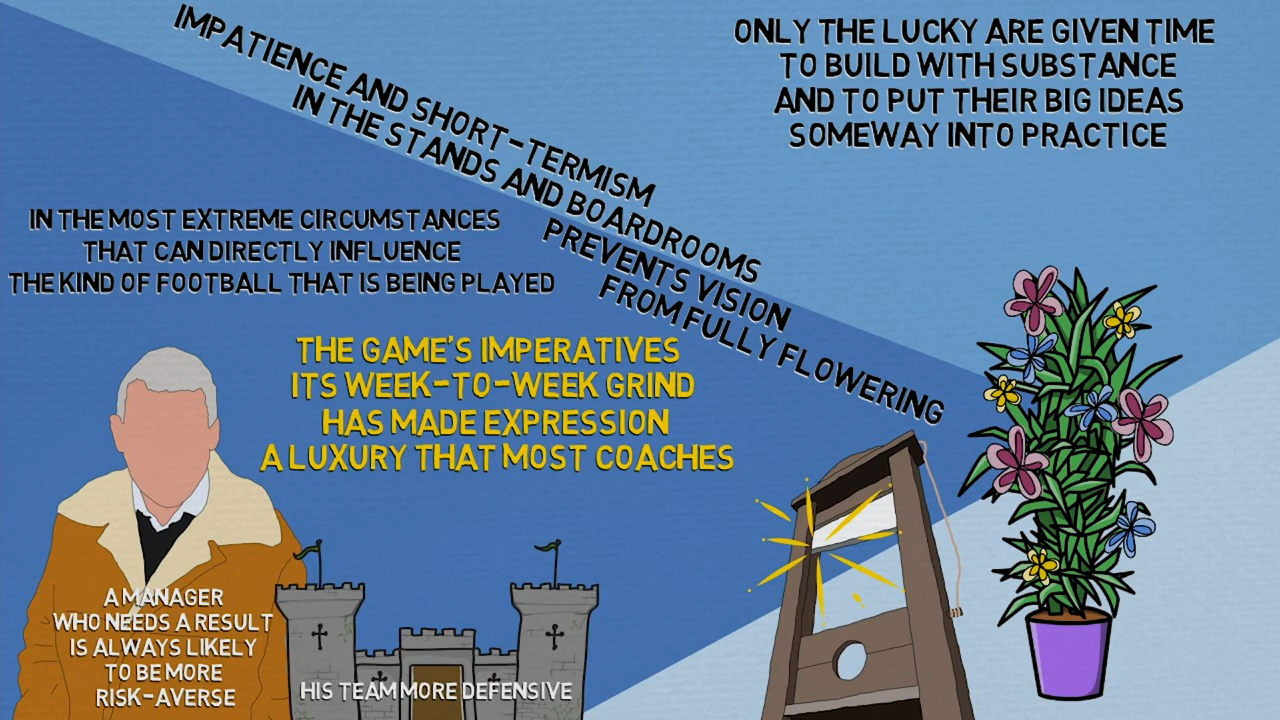 IMPATIENCE AND SHORT-TERMISM
IN THE STANDS AND BOARDROOMS
PREVENTS VISION
FROM FULLY FLOWERING
ONLY THE LUCKY ARE GIVEN TIME
TO BUILD WITH SUBSTANCE
AND TO PUT THEIR BIG IDEAS
SOMEWAY INTO PRACTICE
IN THE MOST EXTREME CIRCUMSTANCES
THAT CAN DIRECTLY INFLUENCE
THE KIND OF FOOTBALL THAT IS BEING PLAYED
THE GAME'S IMPERATIVES
ITS WEEK-TO-WEEK GRIND
HAS MADE EXPRESSION
A LUXURY THAT MOST COACHES
A MANAGER
WHO NEEDS A RESULT
IS ALWAYS LIKELY
TO BE MORE
RISK-AVERSE
HIS TEAM MORE DEFENSIVE